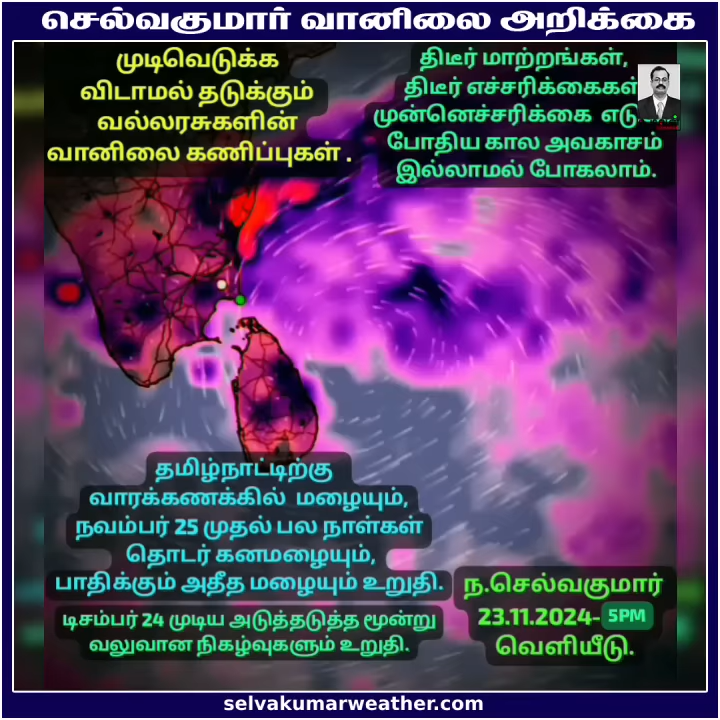 செல்வகுமார் வானிலை அறிக்கை
முடிவெடுக்க
விடாமல் தடுக்கும்
வல்லரசுகளின்
வானிலை கணிப்புகள் .
திடீர் மாற்றங்கள்,
திடீர் எச்சரிக்கைகள்
முன்னெச்சரிக்கை
போதிய கால அவகாசம்
இல்லாமல் போகலாம்.
தமிழ்நாட்டிற்கு
வாரக்கணக்கில் மழையும்,
நவம்பர் 25 முதல் பல நாள்கள்
தொடர் கனமழையும்,
பாதிக்கும் அதீத மழையும் உறுதி.
டிசம்பர் 24 முடிய அடுத்தடுத்த மூன்று
வலுவான நிகழ்வுகளும் உறுதி.
ந.செல்வகுமார்
23.11.2024- 5PM
வெளியீடு.
selvakumarweather.com